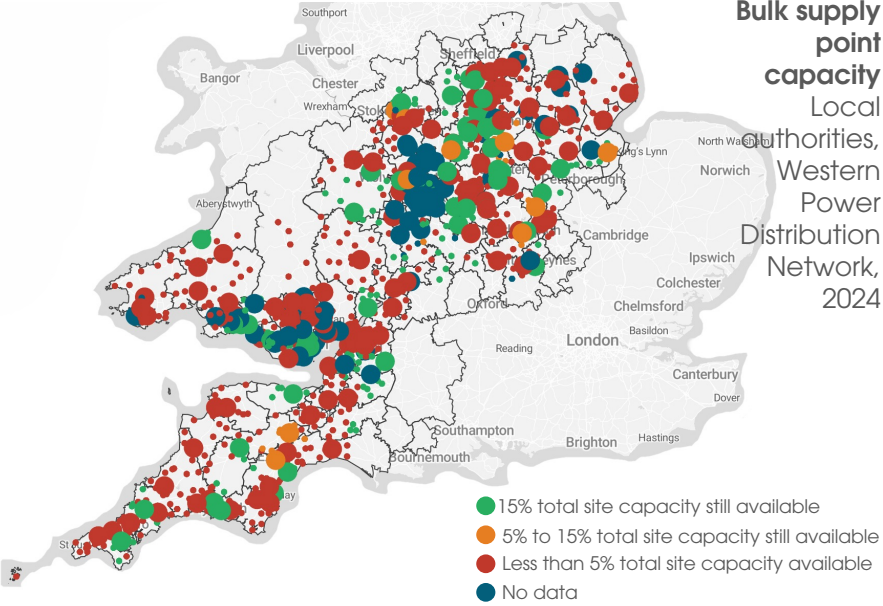 Bulk supply
point
capacity
Local
authorities,
Western
Power
Distribution
Network,
2024
Southport
Liverpool
Sheffield
Bangor
Chester
Wrexham
North Walsham
King's Lynn
Norwich
Peterborough
Aberystwyth
Cambridge
Ipswich
Colchester
Oxford
Chelmsford
Basildon
London
Reading
Canterbury
Dover
Southampton
Hastings
Brighton
Bournemouth
15% total site capacity still available
5% to 15% total site capacity still available
Less than 5% total site capacity available
No data